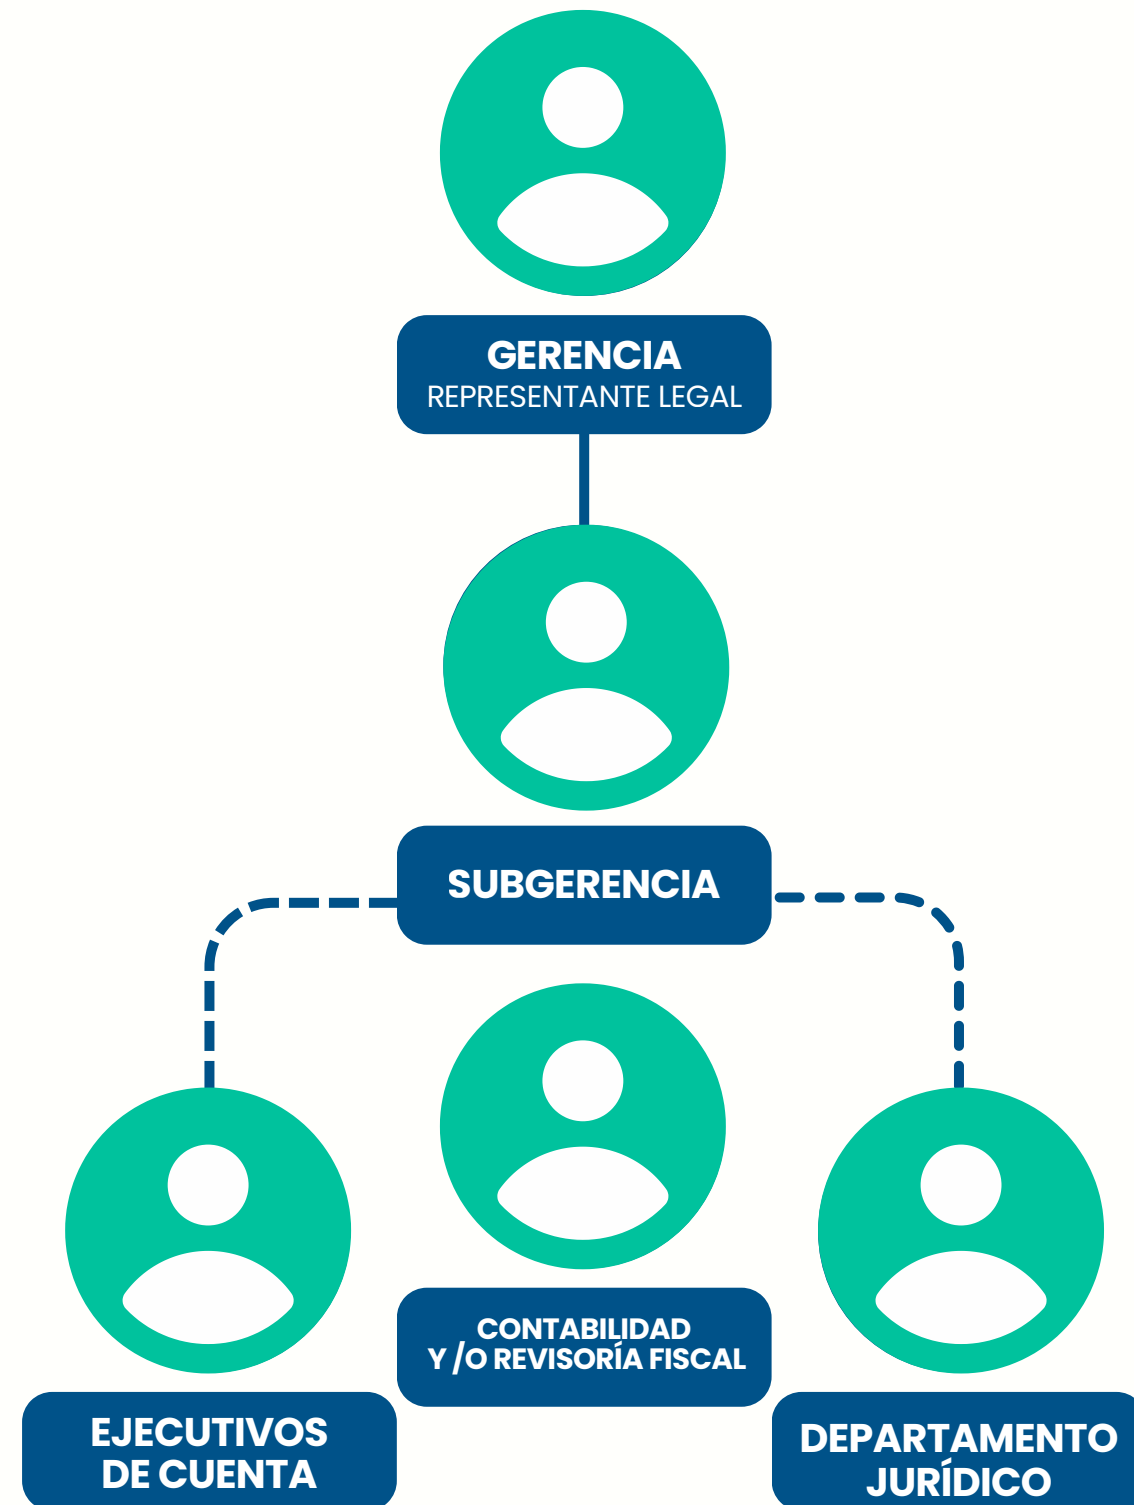 GERENCIA
REPRESENTANTE LEGAL
SUBGERENCIA
CONTABILIDAD
Y /O REVISORÍA FISCAL
EJECUTIVOS
DE CUENTA
DEPARTAMENTO
JURÍDICO